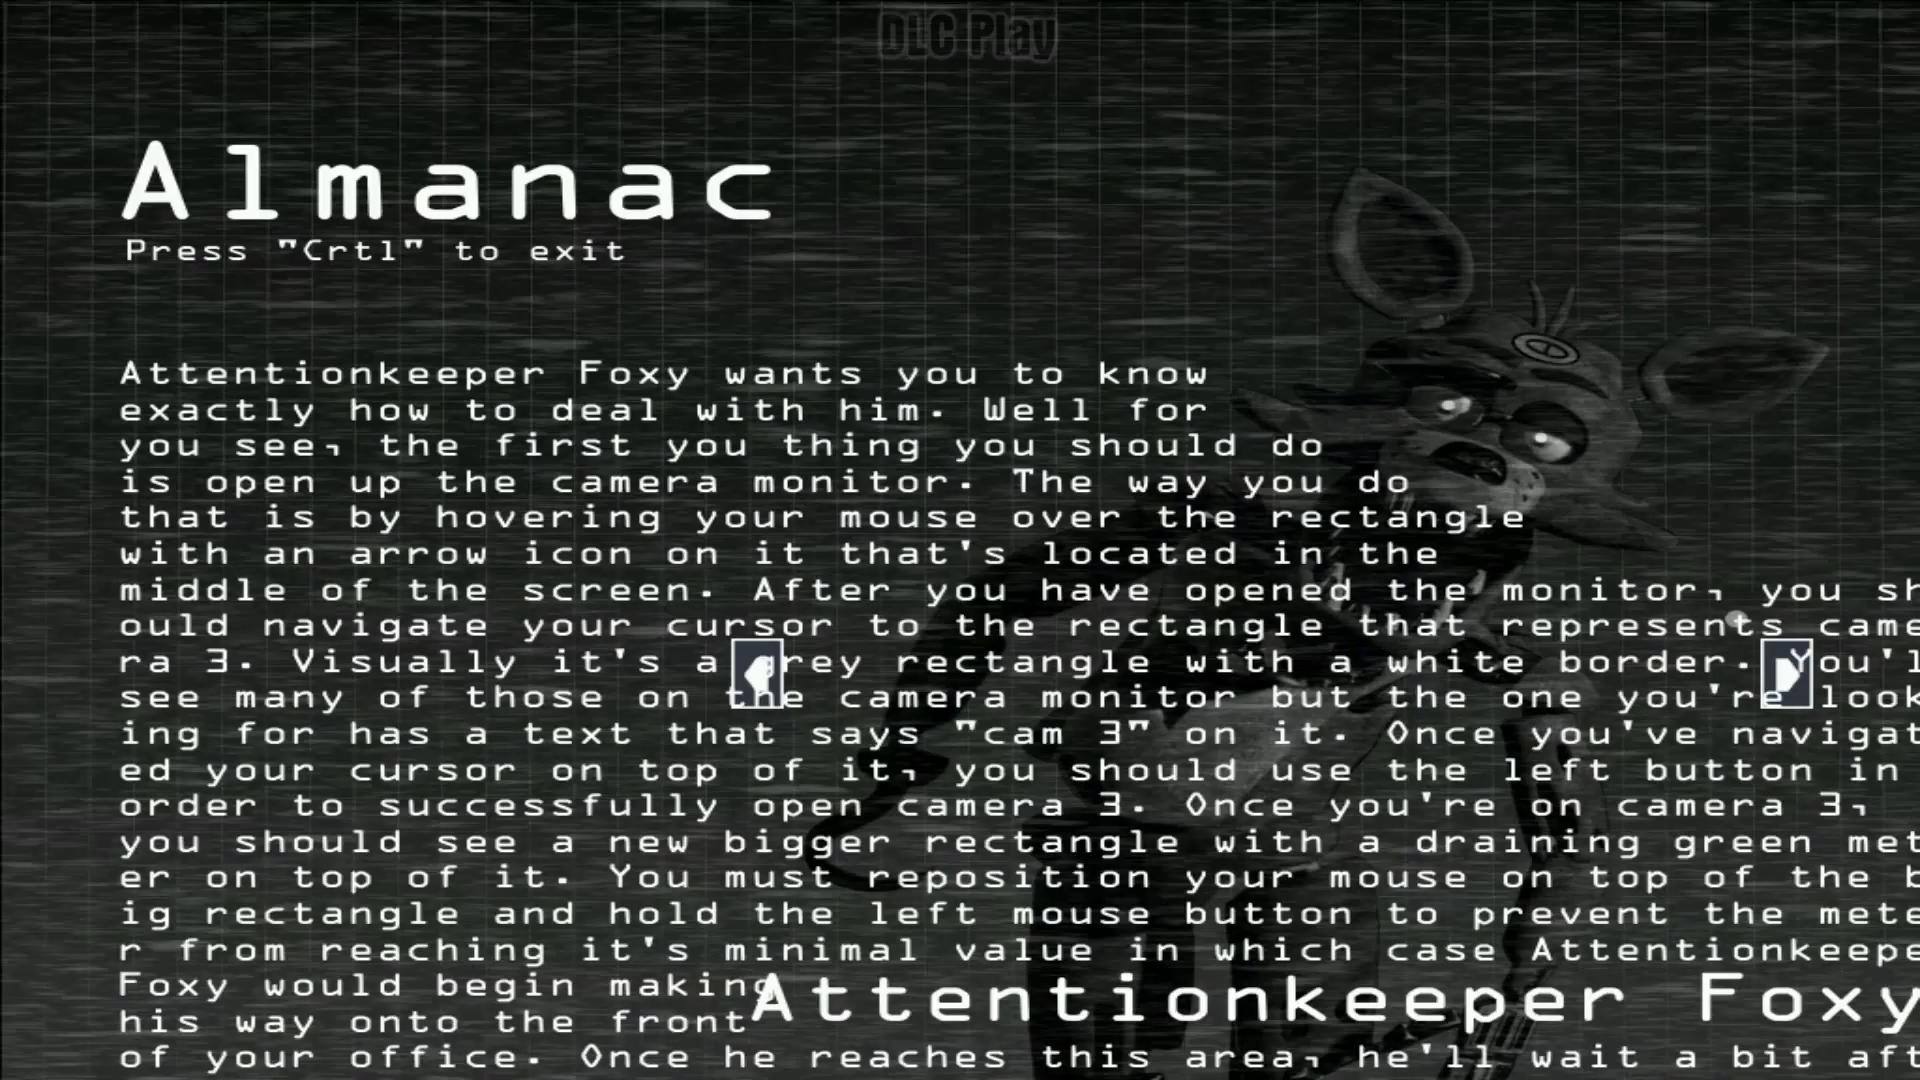 DLC Play
Almanac
Press "Crtl" to exit
Attentionkeeper Foxy wants you to know
exactly how to deal with him. Well for
you see, the first you thing you should do
is open up the camera monitor. The way you do
that is by hovering your mouse over the rectangle
with an arrow icon on it that's located in the
middle of the screen. After you have opened the monitor, you sh
ould navigate your cursor to the rectangle that represents came
ra 3. Visually it's a grey rectangle with a white border. You'l
see many of those on the camera monitor but the one you're look
ing for has a text that says "cam 3" on it. Once you've navigat
ed your cursor on top of it, you should use the left button in
order to successfully open camera 3. Once you're on camera 3,
you should see a new bigger rectangle with a draining green met
er on top of it. You must reposition your mouse on top of the b
ig rectangle and hold the left mouse button to prevent the mete
r from reaching it's minimal value in which case Attentionkeepe
Foxy would begin making
his way onto the front
of your office. Once he reaches this area, he'll wait a bit aft
Attentionkeeper Foxy